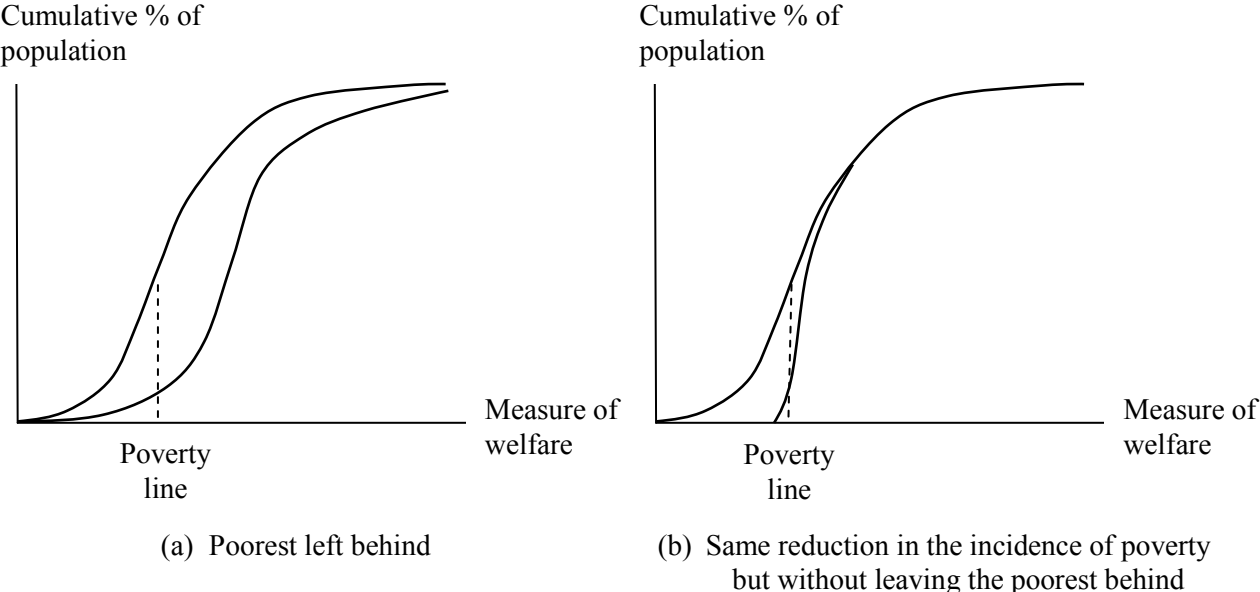 Cumulative % of
population
Measure of
welfare
Poverty
line
(a) Poorest left behind
Cumulative % of
population
Measure of
welfare
Poverty
line
(b) Same reduction in the incidence of poverty
but without leaving the poorest behind